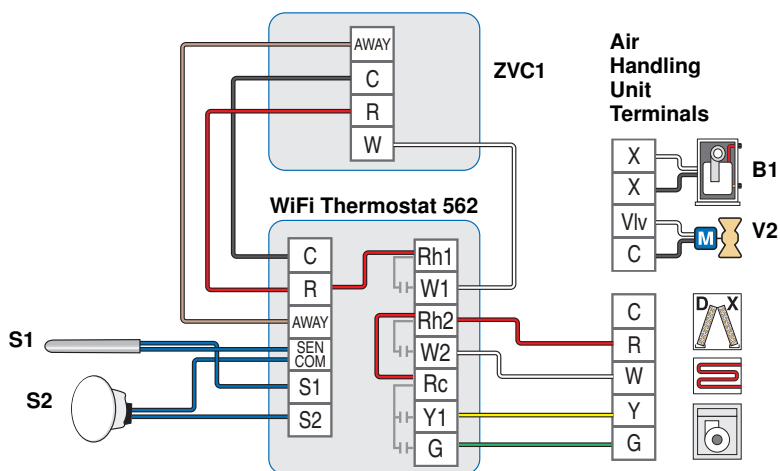 AWAY
C
R
W
ZVC1
Air
Handling
Unit
Terminals
X
X
Vlv
C
B1
M
V2
WiFi Thermostat 562
C
R
AWAY
SEN
COM
S1
S2
Rh1
W1
Rh2
W2
Rc
Y1
G
S1
S2
C
R
W
Y
G
D X